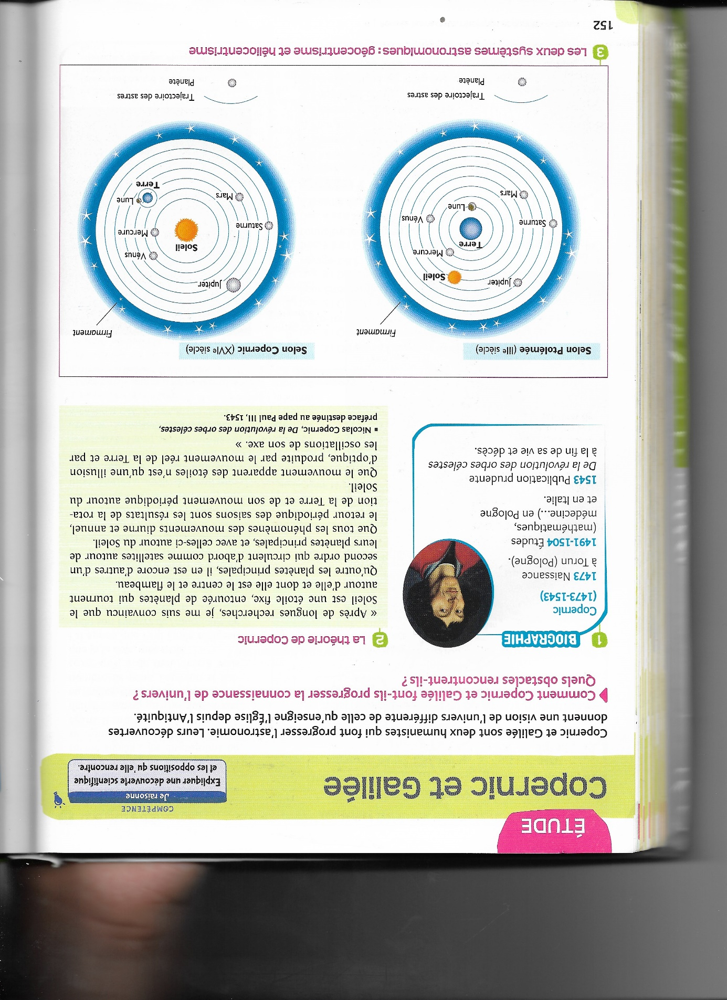 ÉTUDE
Copernic et Galilée
COMPÉTENCE
Je raisonne
Expliquer une découverte scientifique
et les oppositions qu'elle rencontre.
Copernic et Galilée sont deux humanistes qui font progresser l'astronomie. Leurs découvertes
donnent une vision de l'univers différente de celle qu'enseigne l'Église depuis l'Antiquité.
Comment Copernic et Galilée font-ils progresser la connaissance de l'univers ?
Quels obstacles rencontrent-ils ?
1 BIOGRAPHIE
Copernic
(1473-1543)
1473 Naissance
à Torun (Pologne).
1491-1504 Études
(mathématiques,
médecine...) en Pologne
et en Italie.
1543 Publication prudente
De la révolution des orbes célestes
à la fin de sa vie et décès.
2 La théorie de Copernic
« Après de longues recherches, je me suis convaincu que le
Soleil est une étoile fixe, entourée de planètes qui tournent
autour d'elle et dont elle est le centre et le flambeau.
Qu'outre les planètes principales, il en est encore d'autres d'un
second ordre qui circulent d'abord comme satellites autour de
leurs planètes principales, et avec celles-ci autour du Soleil.
Que tous les phénomènes des mouvements diurne et annuel,
le retour périodique des saisons sont les résultats de la rota-
tion de la Terre et de son mouvement périodique autour du
Soleil.
Que le mouvement apparent des étoiles n'est qu'une illusion
d'optique, produite par le mouvement réel de la Terre et par
les oscillations de son axe. »
▪ Nicolas Copernic, De la révolution des orbes célestes,
préface destinée au pape Paul III, 1543.
Selon Ptolémée (IIIe siècle)
Firmament
Jupiter
Soleil
Mercure
Terre
Saturne
Vénus
Lune
Mars
Trajectoire des astres
Planète
Selon Copernic (XVIe siècle)
Firmament
Jupiter
Vénus
Soleil
Mercure
Saturne
Lune
Mars
Terre
Trajectoire des astres
Planète
3 Les deux systèmes astronomiques : géocentrisme et héliocentrisme
152